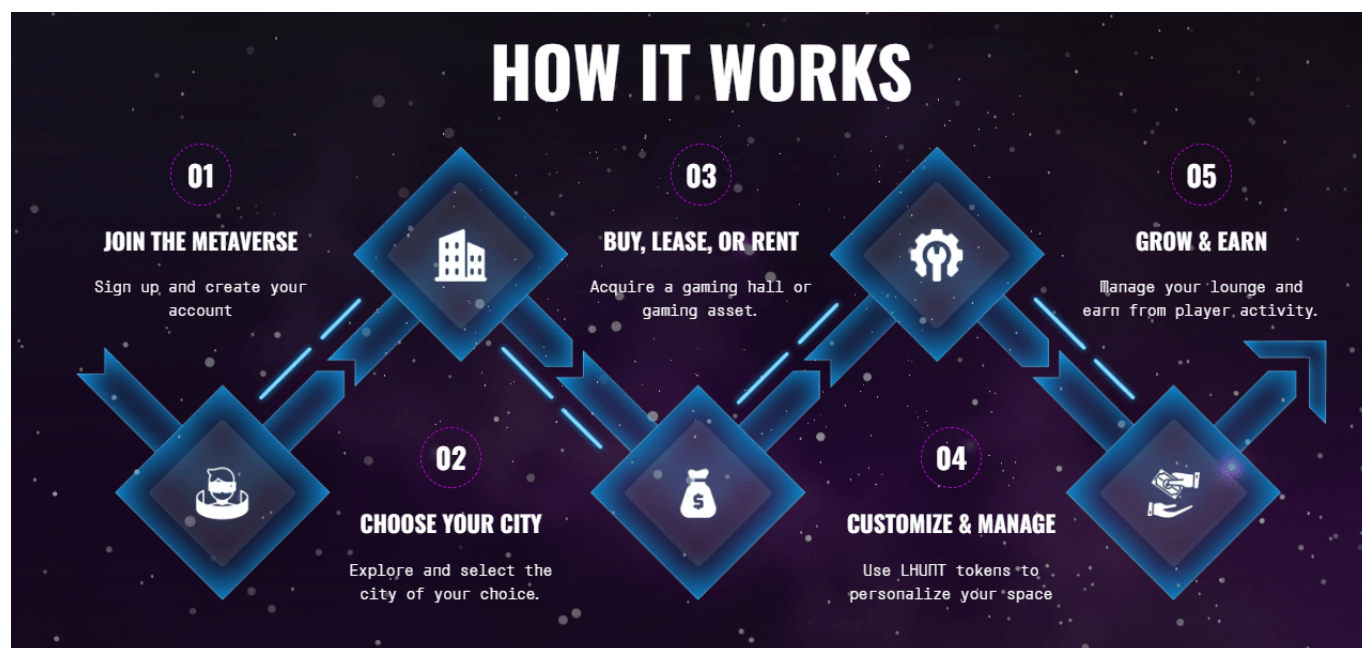 HOW IT WORKS
01
JOIN THE METAVERSE
Sign up and create your
account
02
CHOOSE YOUR CITY
Explore and select the
city of your choice.
03
BUY, LEASE, OR RENT
Acquire a gaming hall or
gaming asset.
$
04
CUSTOMIZE & MANAGE
Use LHUNT tokens to
personalize your space
05
GROW & EARN
Manage your lounge and
earn from player activity.